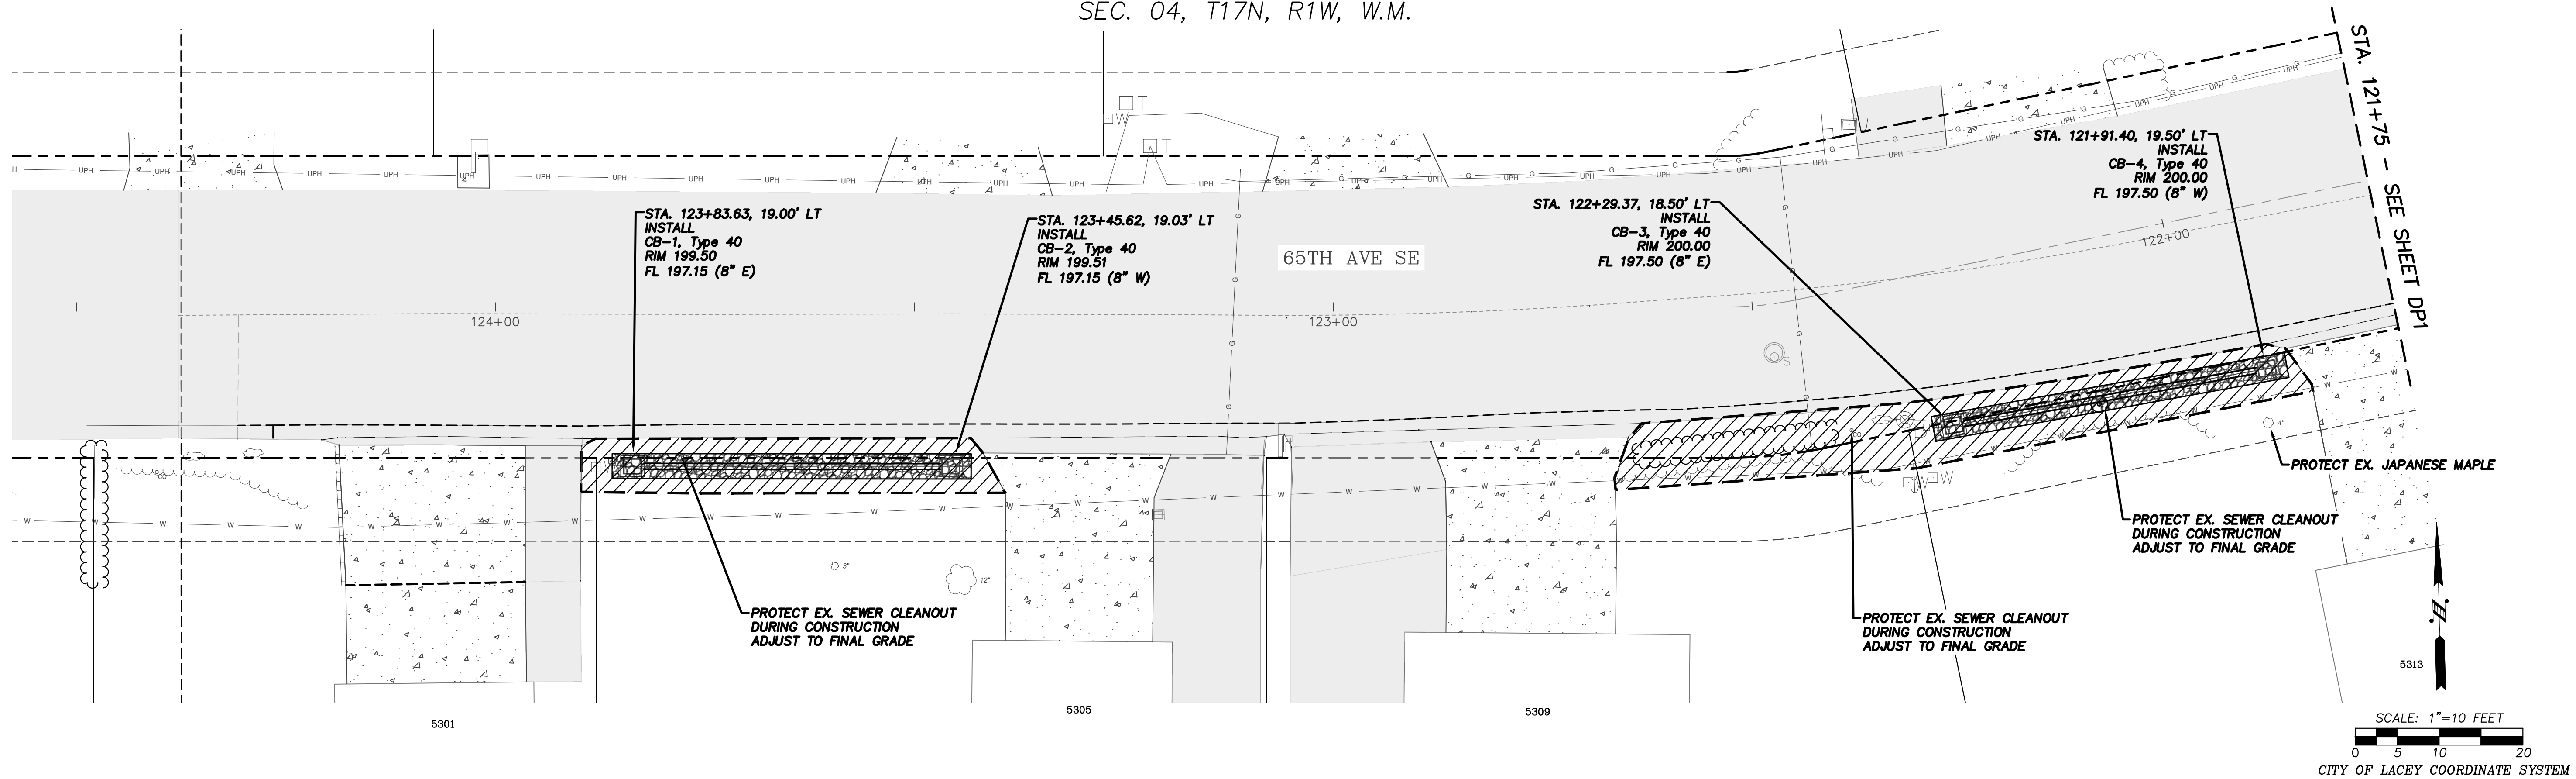 SEC. 04, T17N, R1W, W.M.
STA. 121+75 - SEE SHEET DP1
STA. 123+83.63, 19.00' LT
INSTALL
CB-1, Type 40
RIM 199.50
FL 197.15 (8" E)
STA. 123+45.62, 19.03' LT
INSTALL
CB-2, Type 40
RIM 199.51
FL 197.15 (8" W)
STA. 122+29.37, 18.50' LT
INSTALL
CB-3, Type 40
RIM 200.00
FL 197.50 (8" E)
STA. 121+91.40, 19.50' LT
INSTALL
CB-4, Type 40
RIM 200.00
FL 197.50 (8" W)
65TH AVE SE
124+00
123+00
122+00
PROTECT EX. JAPANESE MAPLE
4"
PROTECT EX. SEWER CLEANOUT
DURING CONSTRUCTION
ADJUST TO FINAL GRADE
3"
12"
PROTECT EX. SEWER CLEANOUT
DURING CONSTRUCTION
ADJUST TO FINAL GRADE
PROTECT EX. SEWER CLEANOUT
DURING CONSTRUCTION
ADJUST TO FINAL GRADE
5301
5305
5309
5313
N
SCALE: 1"=10 FEET
0 5 10 20
CITY OF LACEY COORDINATE SYSTEM